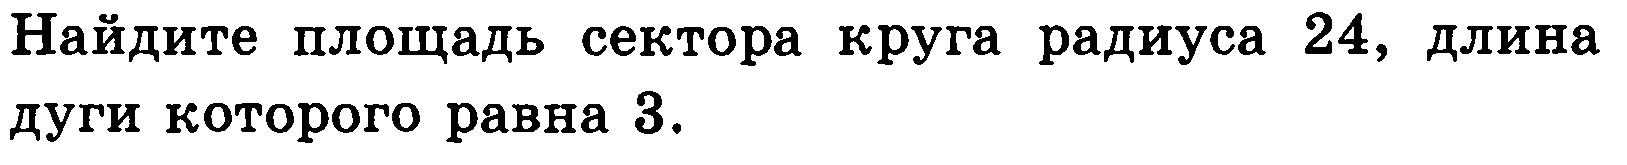 Найдите площадь сектора круга радиуса 24, длина
дуги которого равна 3.